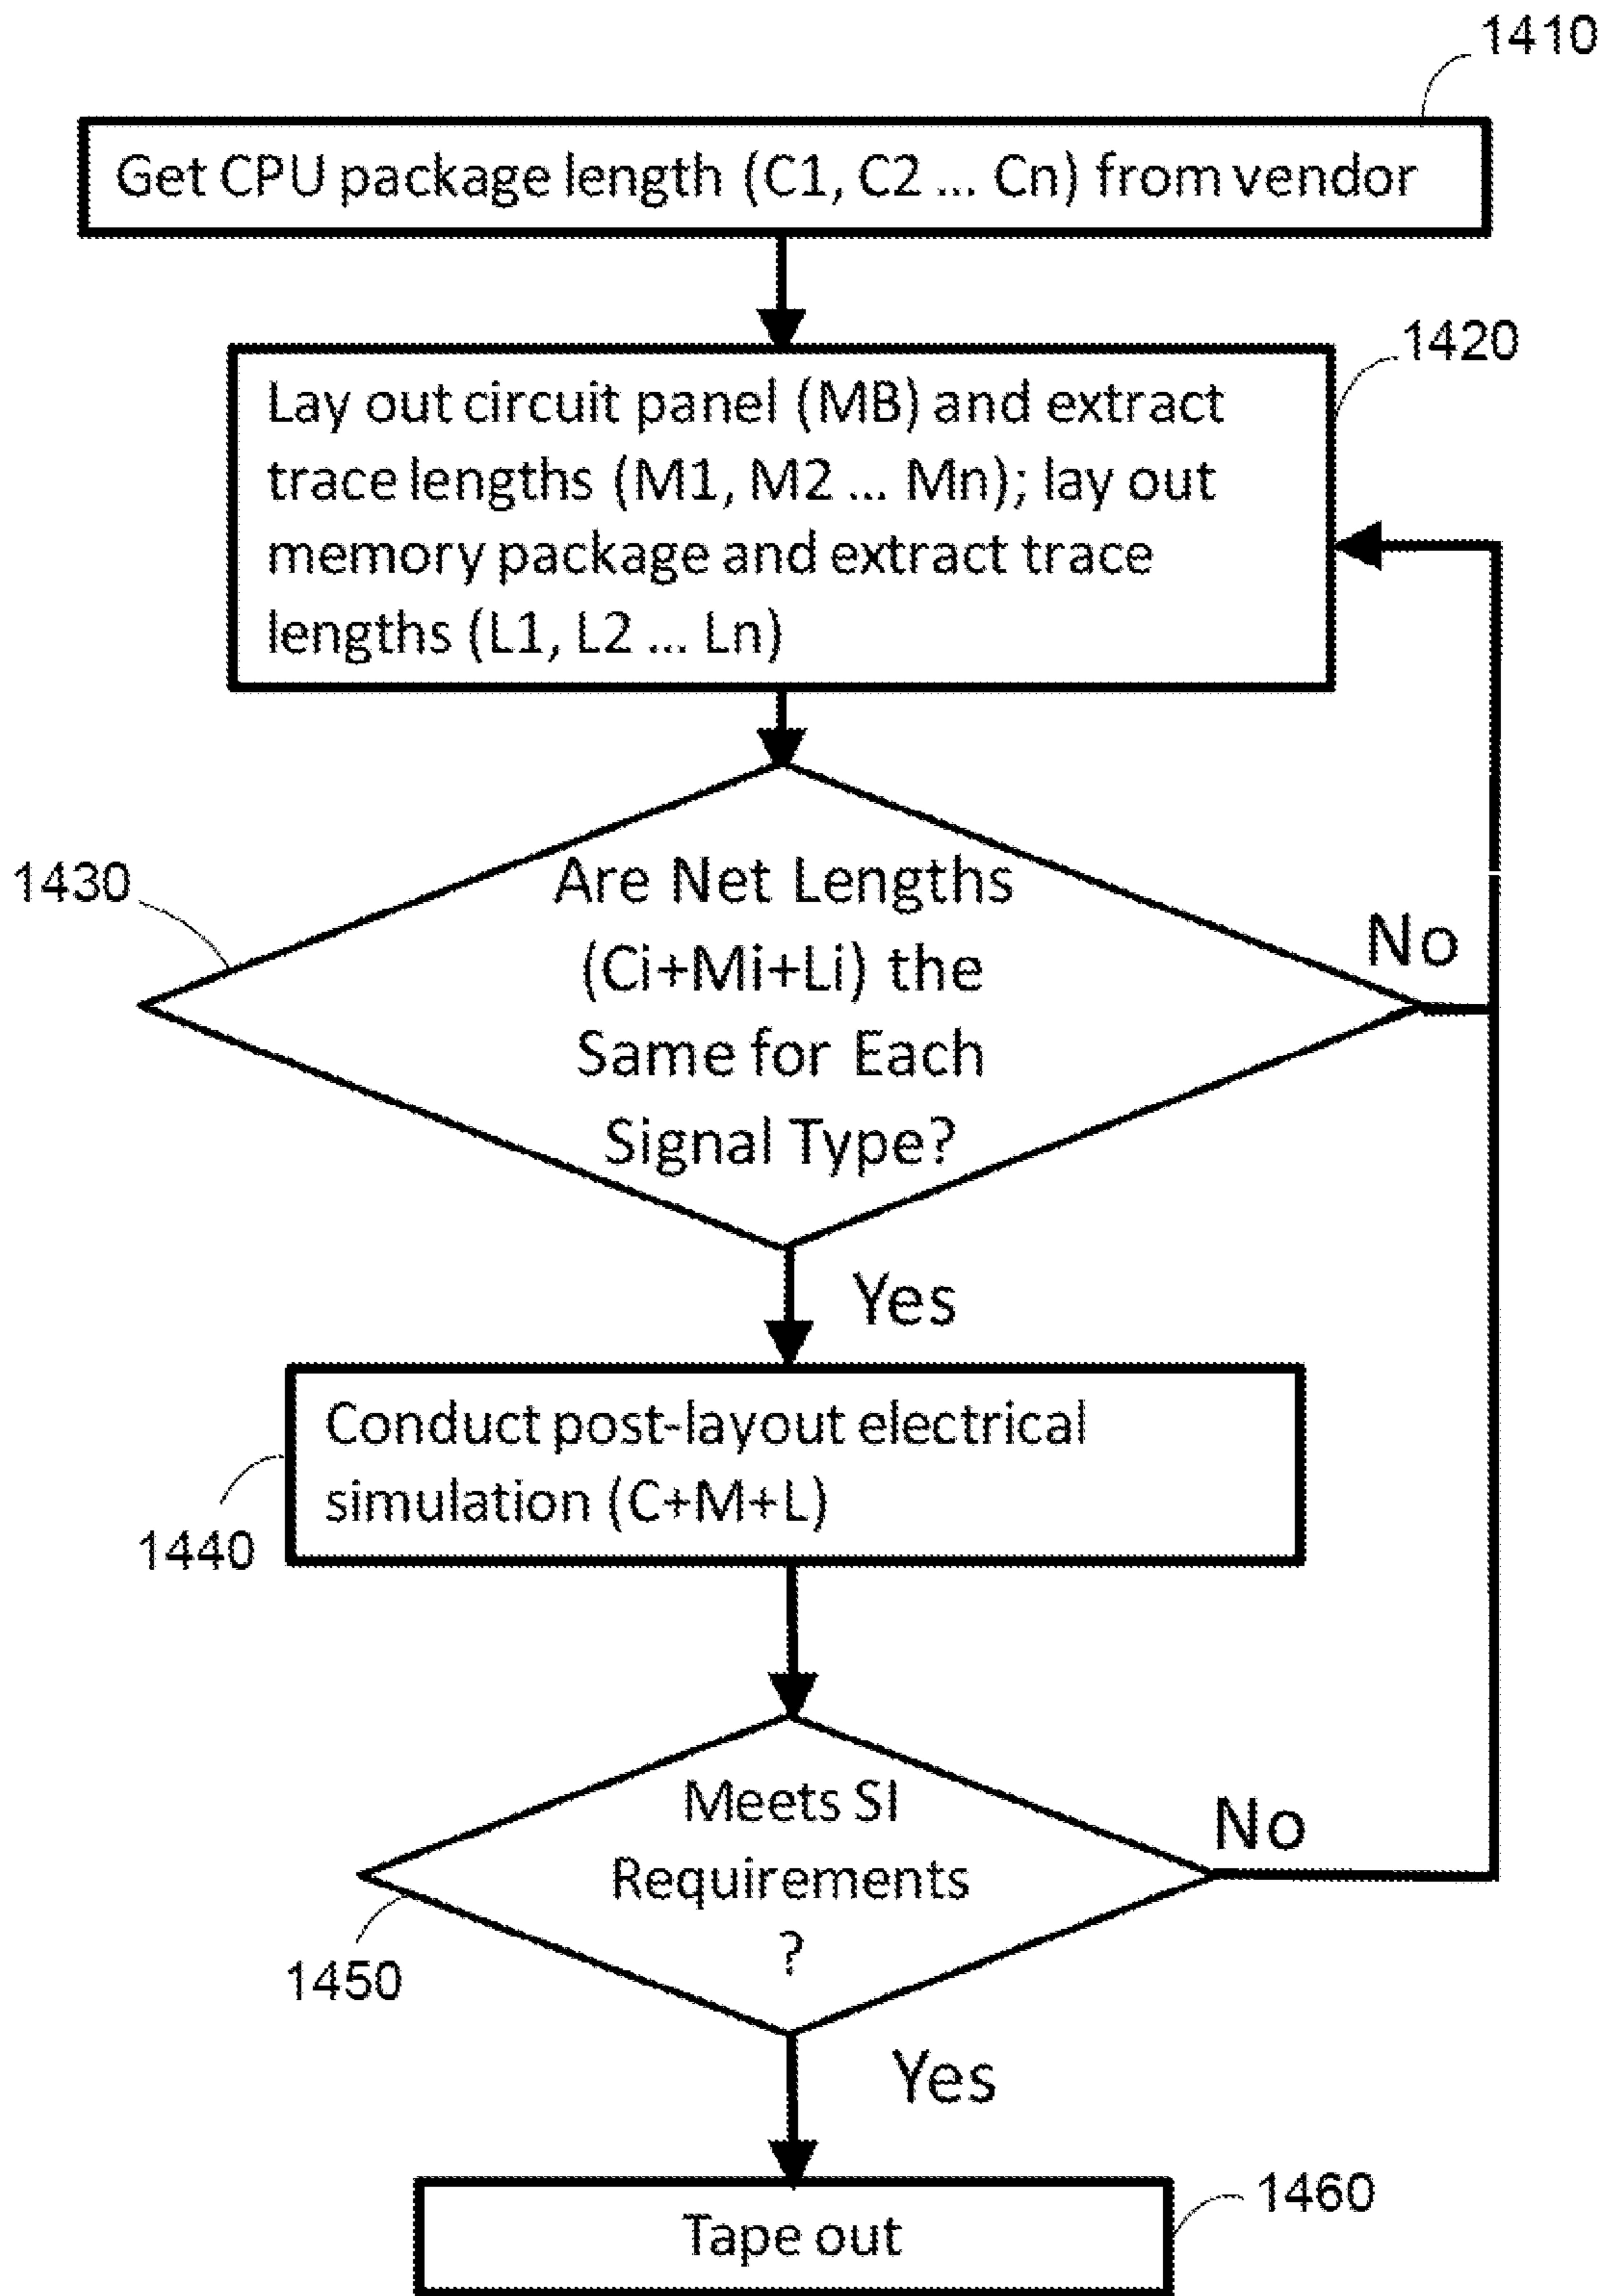 1410
Get CPU package length (C1, C2 ... Cn) from vendor
1420
Lay out circuit panel (MB) and extract
trace lengths (M1, M2 ... Mn); lay out
memory package and extract trace
lengths (L1, L2 ... Ln)
1430
Are Net Lengths
(Ci+Mi+Li) the
Same for Each
Signal Type?
No
Yes
Conduct post-layout electrical
simulation (C+M+L)
1440
Meets SI
Requirements
?
No
1450
Yes
1460
Tape out